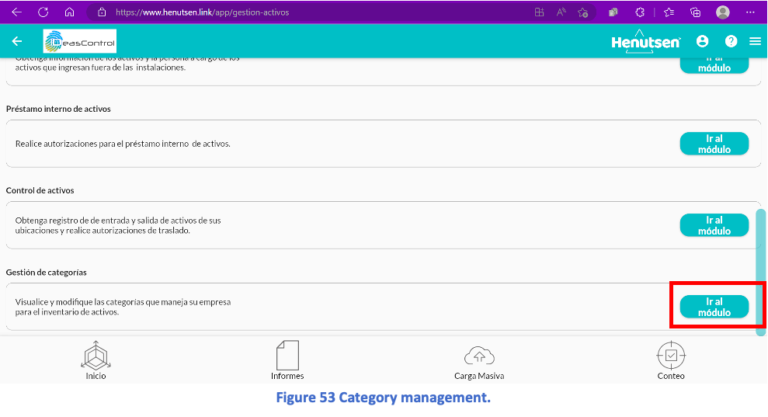 https://www.henutsen.link/app/gestion-activos
IDeasControl
Henutsen
Obtenga información de los activos y la persona a cargo de los
activos que ingresan fuera de las instalaciones.
Ir al
módulo
Préstamo interno de activos
Realice autorizaciones para el préstamo interno de activos.
Ir al
módulo
Control de activos
Obtenga registro de de entrada y salida de activos de sus
ubicaciones y realice autorizaciones de traslado.
Ir al
módulo
Gestión de categorías
Visualice y modifique las categorías que maneja su empresa
para el inventario de activos.
Ir al
módulo
Inicio
Informes
Carga Masiva
Conteo
Figure 53 Category management.